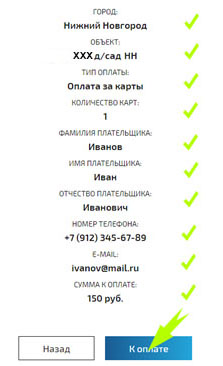 ГОРОД:
Нижний Новгород
ОБЪЕКТ:
XXX д/сад НН
ТИП ОПЛАТЫ:
Оплата за карты
КОЛИЧЕСТВО КАРТ:
1
ФАМИЛИЯ ПЛАТЕЛЬЩИКА:
Иванов
ИМЯ ПЛАТЕЛЬЩИКА:
Иван
ОТЧЕСТВО ПЛАТЕЛЬЩИКА:
Иванович
НОМЕР ТЕЛЕФОНА:
+7 (912) 345-67-89
E-MAIL:
ivanov@mail.ru
СУММА К ОПЛАТЕ:
150 руб.
Назад К оплате